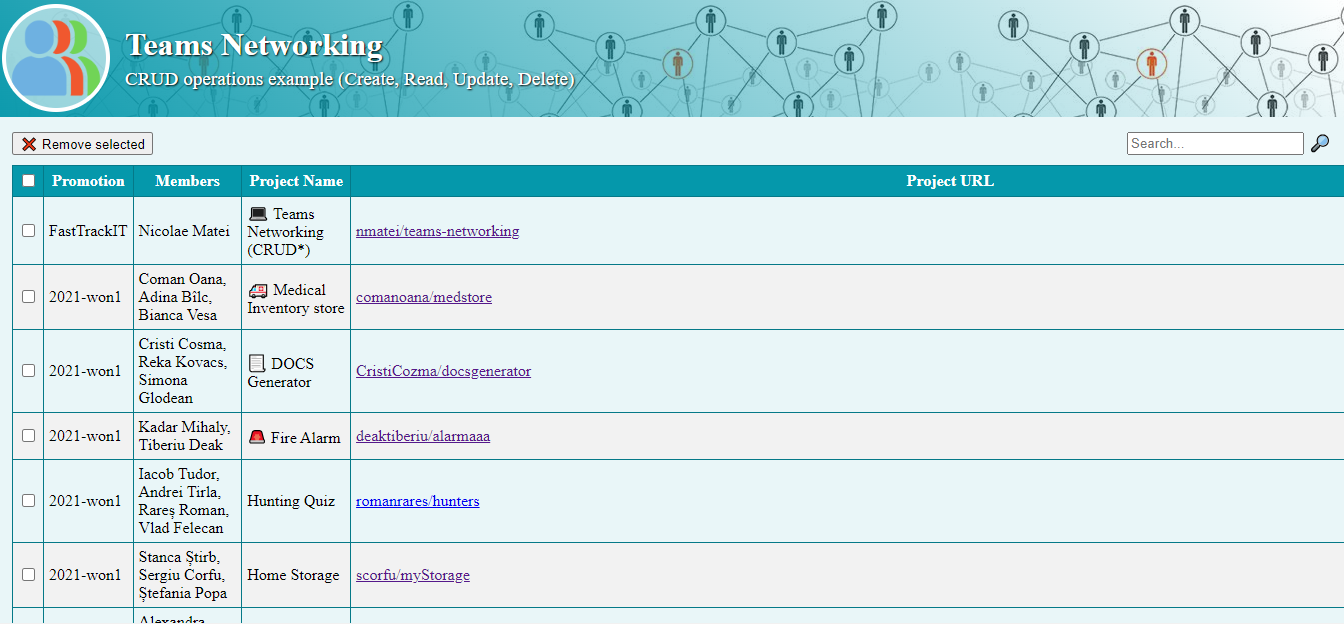 Teams Networking
CRUD operations example (Create, Read, Update, Delete)
Remove selected
Search...
Promotion Members Project Name Project URL
FastTrackIT Nicolae Matei Teams
Networking
(CRUD*) nmatei/teams-networking
2021-won1 Coman Oana,
Adina Bîlc,
Bianca Vesa Medical
Inventory store comanoana/medstore
2021-won1 Cristi Cosma,
Reka Kovacs,
Simona
Glodean DOCS
Generator CristiCozma/docsgenerator
2021-won1 Kadar Mihaly,
Tiberiu Deak Fire Alarm deaktiberiu/alarmaaa
2021-won1 Iacob Tudor,
Andrei Tirla,
Rareș Roman,
Vlad Felecan Hunting Quiz romanrares/hunters
2021-won1 Stanca Știrb,
Sergiu Corfu,
Ștefania Popa Home Storage scorfu/myStorage
Alexandra